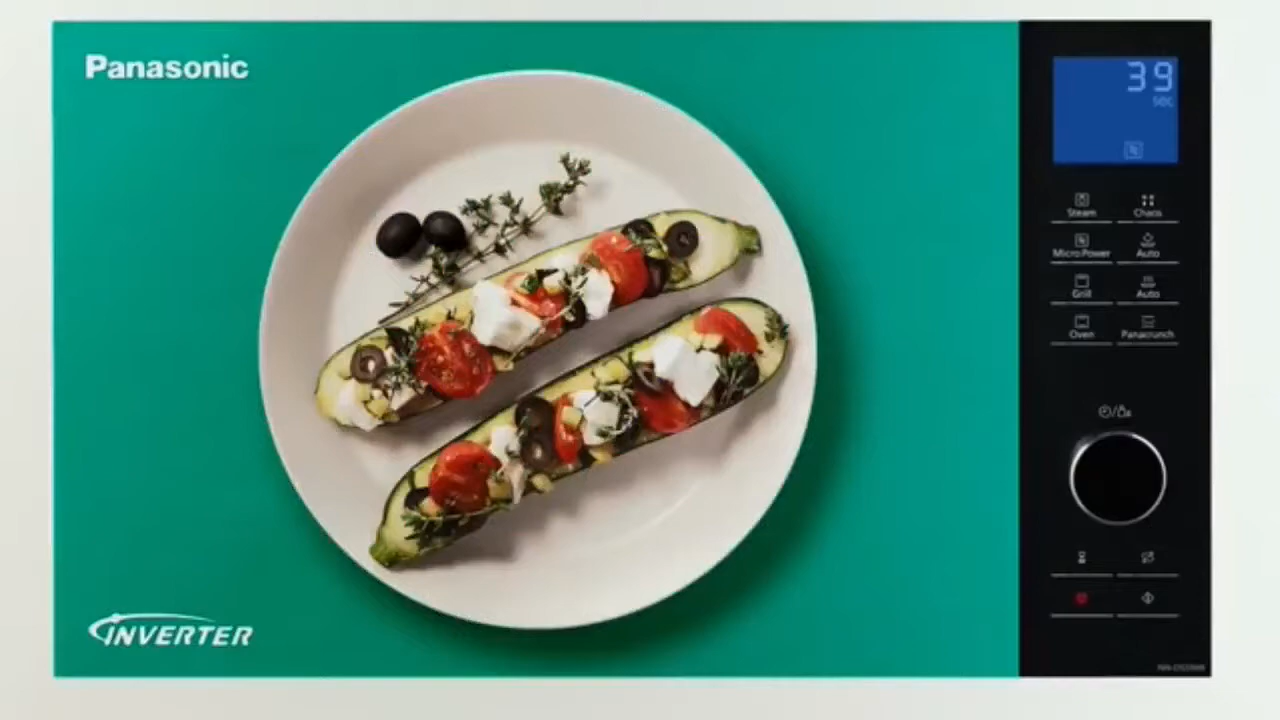 Panasonic
39
SEC
Steam
Chaos
Micro Power
Auto
Grill
Auto
Oven
Panacrunch
INVERTER